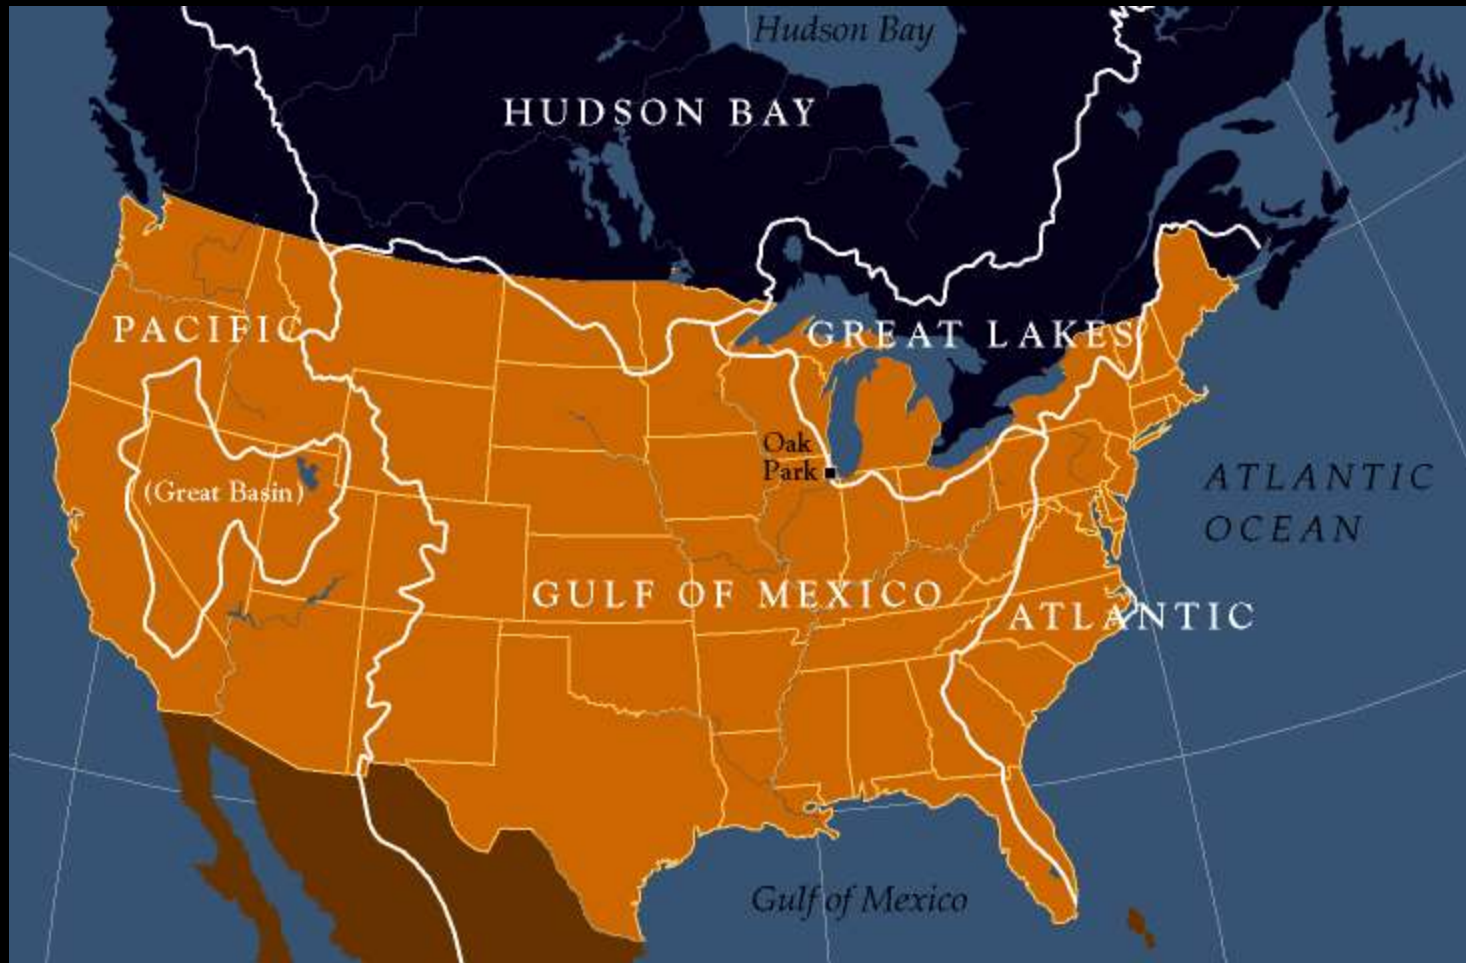 Hudson Bay
HUDSON BAY
PACIFIC
GREAT LAKES
Oak
Park
(Great Basin)
ATLANTIC
OCEAN
GULF OF MEXICO
ATLANTIC
Gulf of Mexico